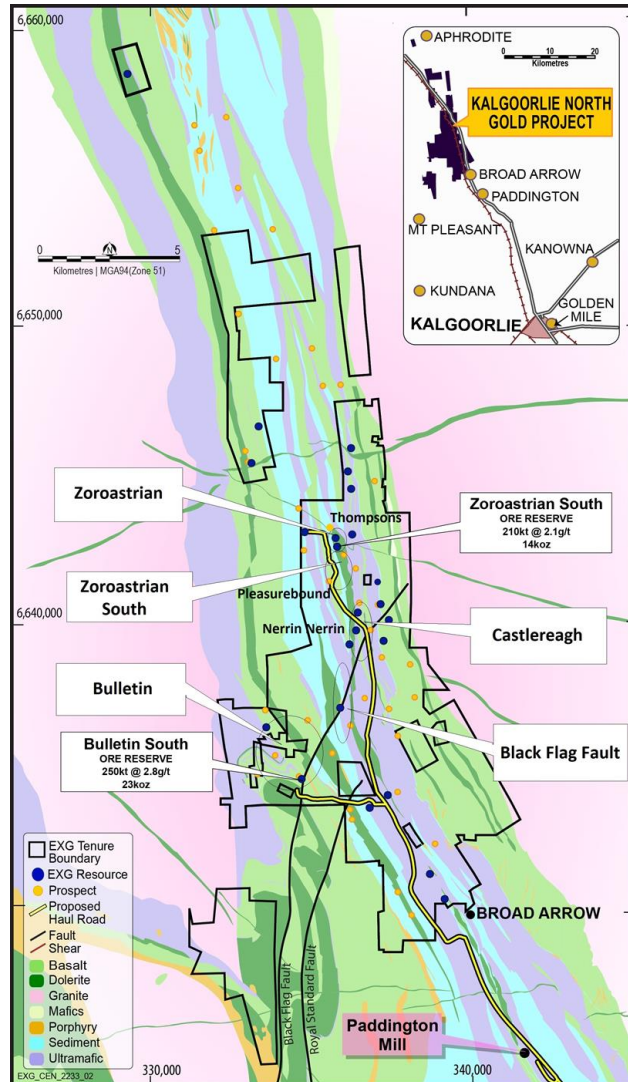 6,660,000
APHRODITE
0 10 20
Kilometres
KALGOORLIE NORTH
GOLD PROJECT
BROAD ARROW
PADDINGTON
MT PLEASANT
KANOWNA
KUNDANA
GOLDEN
MILE
KALGOORLIE
N
0 5
Kilometres | MGA94(Zone 51)
6,650,000
Zoroastrian
Thompsons
Zoroastrian South
ORE RESERVE
210kt @ 2.1g/t
14koz
Zoroastrian
South
Pleasurebound
6,640,000
Nerrin Nerrin
Castlereagh
Bulletin
Black Flag Fault
Bulletin South
ORE RESERVE
250kt @ 2.8g/t
23koz
EXG Tenure
Boundary
EXG Resource
Prospect
Proposed
Haul Road
Fault
Shear
Basalt
Dolerite
Granite
Mafics
Porphyry
Sediment
Ultramafic
EXG_CEN_2233_02
Black Flag Fault
Royal Standard Fault
BROAD ARROW
Paddington
Mill
330,000
340,000